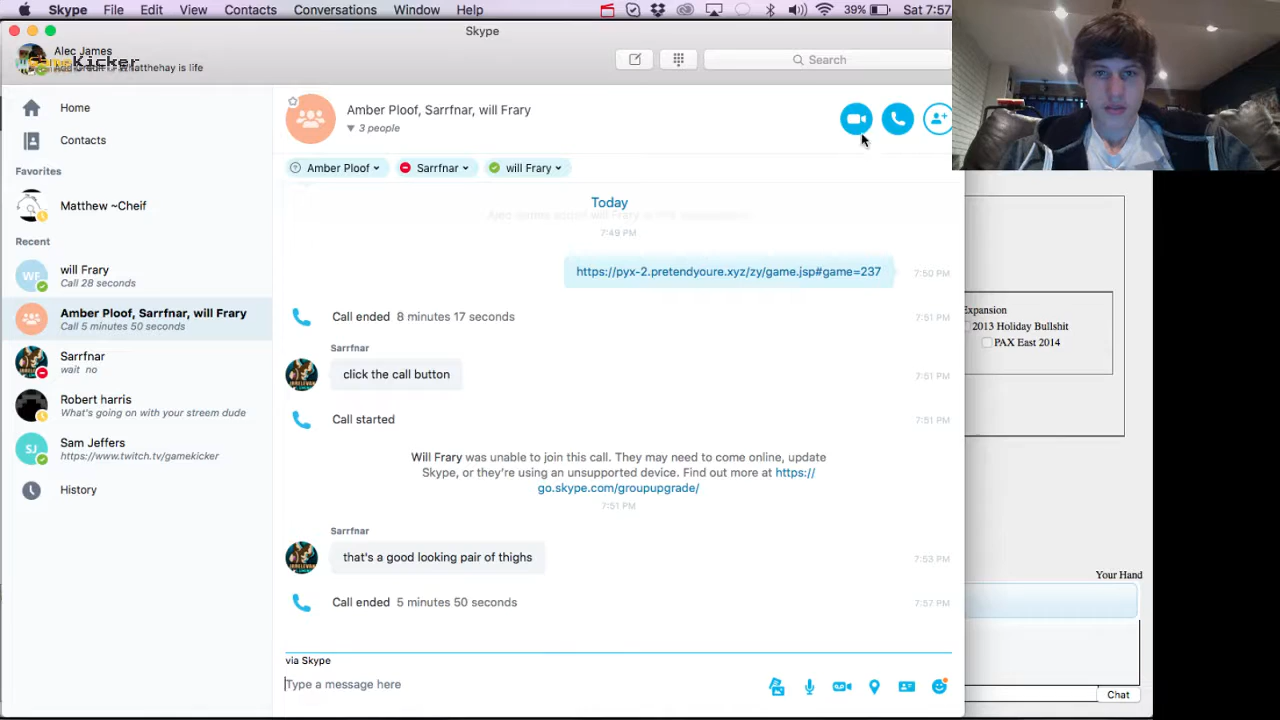 Skype File Edit View Contacts Conversations Window Help 39% Sat 7:57
Skype
Alec James
GameKicker
Whatthehay is life
Search
Home
Contacts
Favorites
Matthew ~Cheif
Recent
WF will Frary
Call 28 seconds
Amber Ploof, Sarrfnar, will Frary
Call 5 minutes 50 seconds
Sarrfnar
wait no
Robert harris
What's going on with your streem dude
SJ Sam Jeffers
https://www.twitch.tv/gamekicker
History
Amber Ploof, Sarrfnar, will Frary
3 people
Amber Ploof Sarrfnar will Frary
Today
7:49 PM
https://pyx-2.pretendyoure.xyz/zy/game.jsp#game=237 7:50 PM
Call ended 8 minutes 17 seconds 7:51 PM
Sarrfnar
click the call button 7:51 PM
Call started 7:51 PM
Will Frary was unable to join this call. They may need to come online, update
Skype, or they're using an unsupported device. Find out more at https://
go.skype.com/groupupgrade/
7:51 PM
Sarrfnar
that's a good looking pair of thighs 7:53 PM
Call ended 5 minutes 50 seconds 7:57 PM
via Skype
Type a message here
Expansion
2013 Holiday Bullshit
PAX East 2014
Your Hand
Chat